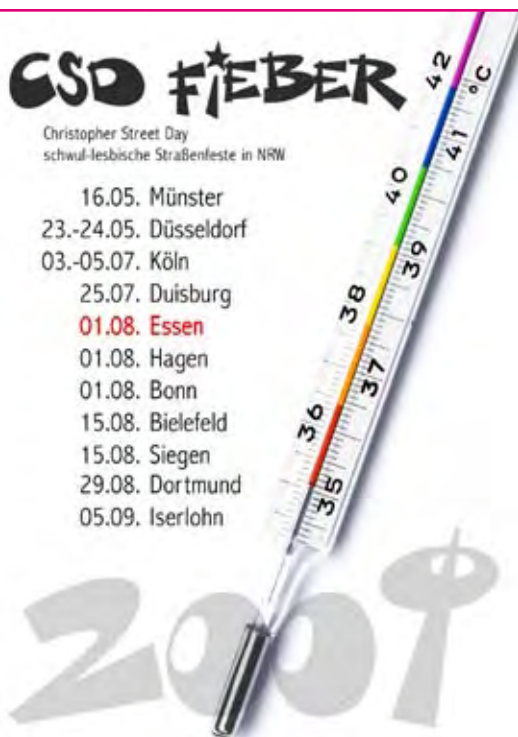 CSD FiEBER
Christopher Street Day
schwul-lesbische Straßenfeste in NRW
16.05. Münster
23.-24.05. Düsseldorf
03.-05.07. Köln
25.07. Duisburg
01.08. Essen
01.08. Hagen
01.08. Bonn
15.08. Bielefeld
15.08. Siegen
29.08. Dortmund
05.09. Iserlohn
2009
42
°C
41
40
39
38
37
36
35